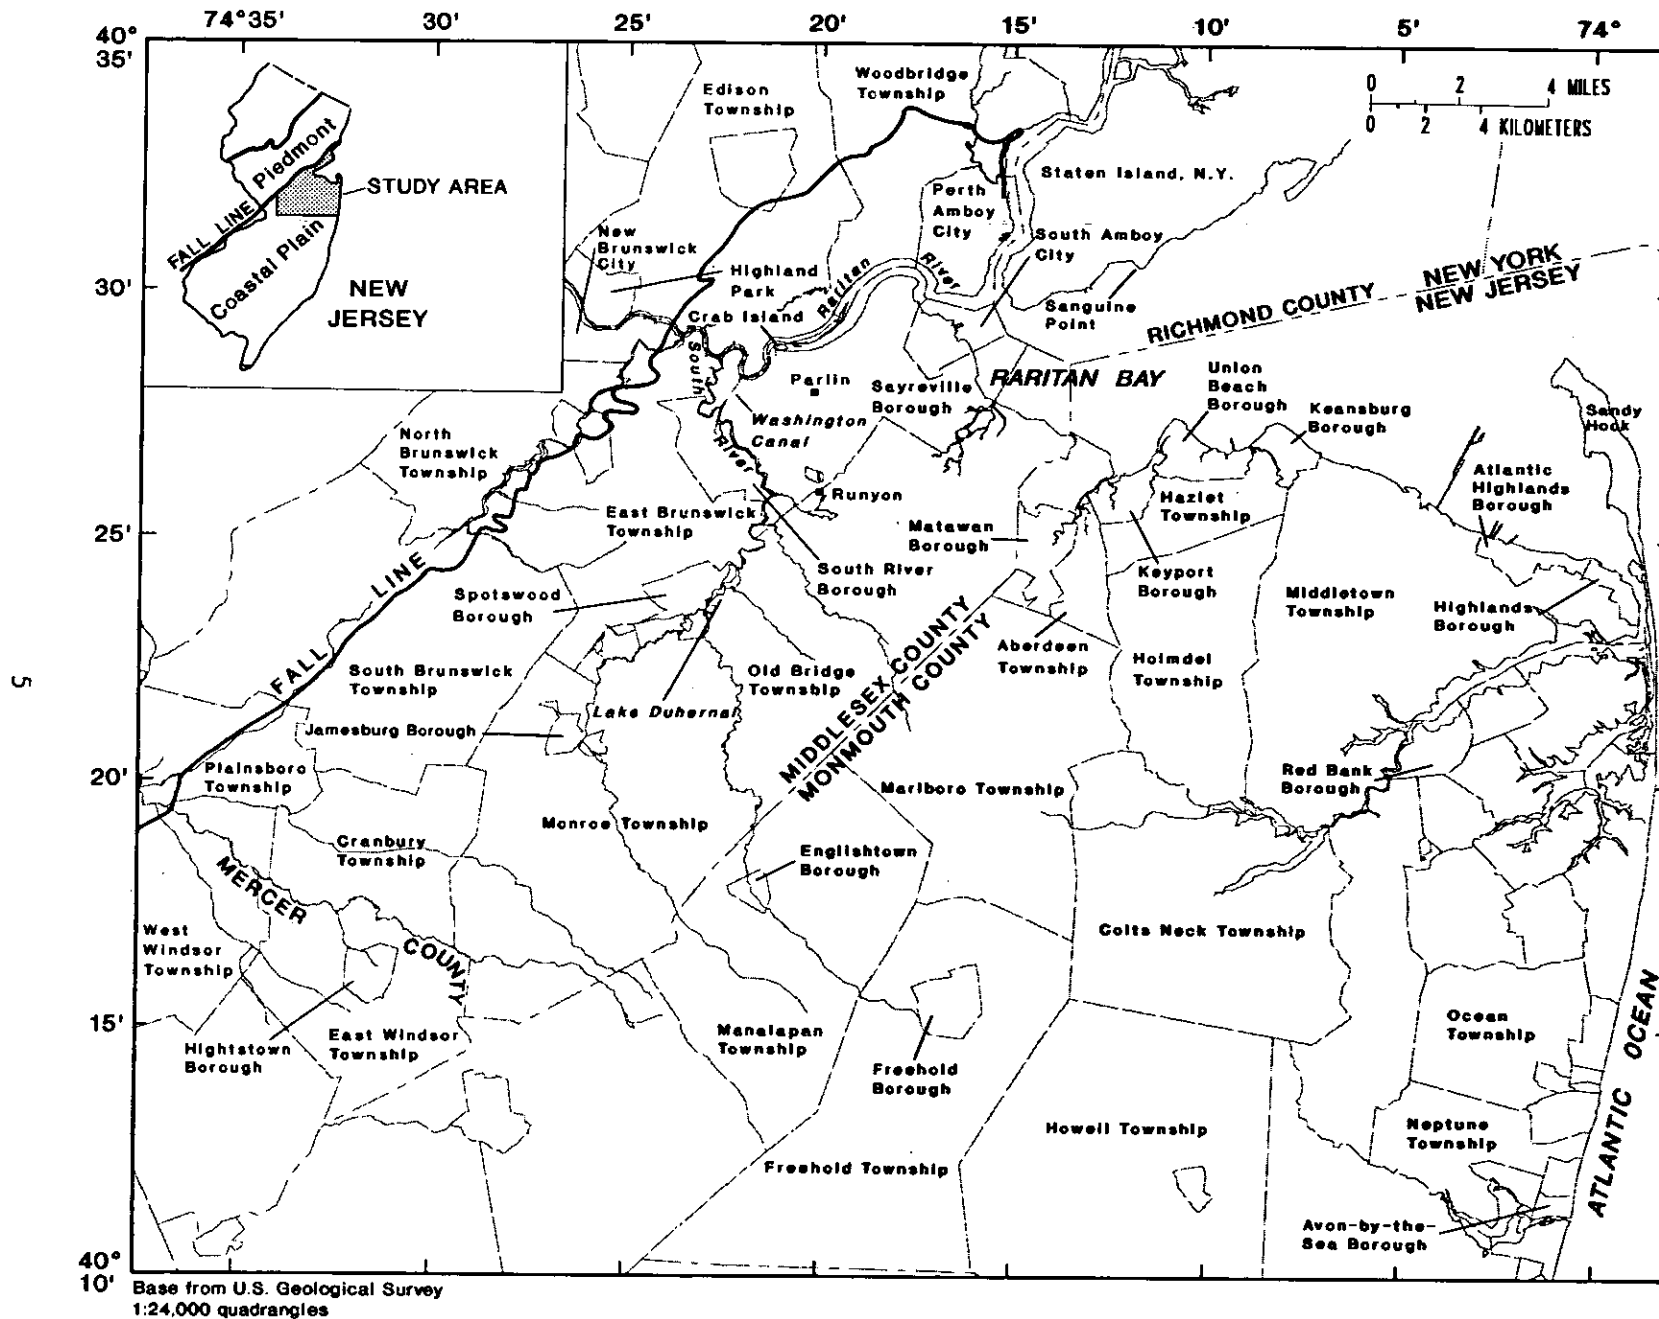 74°35'
30'
25'
20'
15'
10'
5'
74°
40°
35'
30'
25'
20'
15'
40°
10'
0 2 4 MILES
0 2 4 KILOMETERS
Piedmont
STUDY AREA
FALL LINE
Coastal Plain
NEW
JERSEY
Edison
Township
Woodbridge
Township
Staten Island, N.Y.
Perth
Amboy
City
South Amboy
City
New
Brunswick
City
Highland
Park
Crab Island
Raritan
River
Sanguine
Point
RICHMOND COUNTY
NEW YORK
NEW JERSEY
RARITAN BAY
South
River
Parlin
Sayreville
Borough
Washington
Canal
Union
Beach
Borough
Keansburg
Borough
Sandy
Hook
North
Brunswick
Township
Runyon
East Brunswick
Township
Matawan
Borough
Hazlet
Township
Atlantic
Highlands
Borough
South River
Borough
Keyport
Borough
Middletown
Township
Highlands
Borough
FALL LINE
Spotswood
Borough
MIDDLESEX COUNTY
MONMOUTH COUNTY
Aberdeen
Township
Holmdel
Township
South Brunswick
Township
Old Bridge
Township
Lake Duhernal
Jamesburg Borough
Plainsboro
Township
Marlboro Township
Red Bank
Borough
Monroe Township
Cranbury
Township
Englishtown
Borough
MERCER
COUNTY
West
Windsor
Township
Colts Neck Township
Hightstown
Borough
East Windsor
Township
Manalapan
Township
Freehold
Borough
Ocean
Township
ATLANTIC OCEAN
Howell Township
Neptune
Township
Freehold Township
Avon-by-the-
Sea Borough
Base from U.S. Geological Survey
1:24,000 quadrangles
5